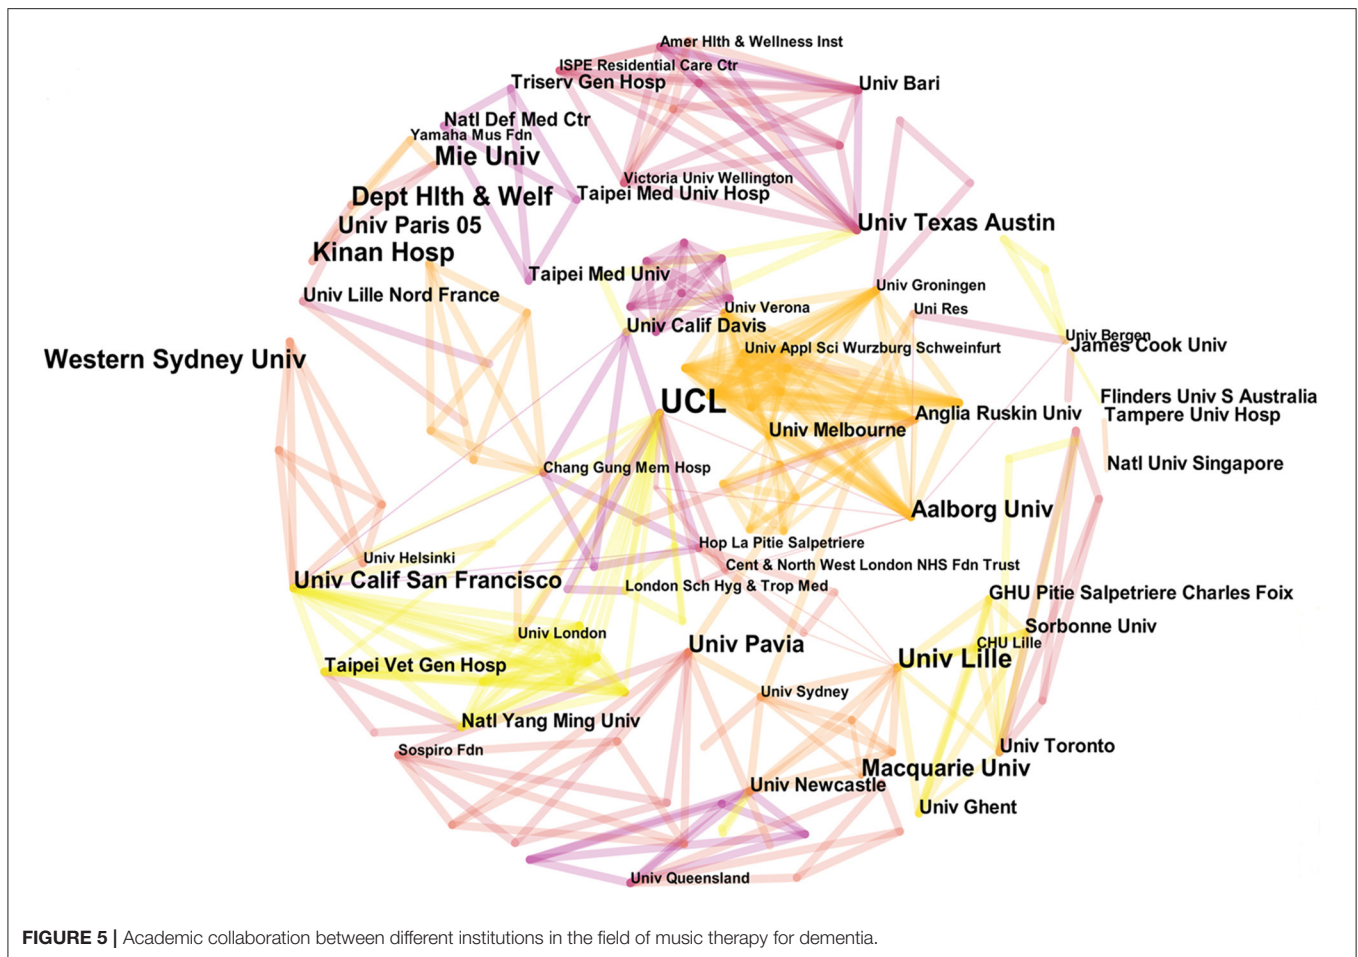 Amer Hlth & Wellness Inst
ISPE Residential Care Ctr
Triserv Gen Hosp
Univ Bari
Natl Def Med Ctr
Yamaha Mus Fdn
Mie Univ
Victoria Univ Wellington
Dept Hlth & Welf
Taipei Med Univ Hosp
Univ Paris 05
Univ Texas Austin
Kinan Hosp
Taipei Med Univ
Univ Groningen
Univ Lille Nord France
Univ Verona
Uni Res
Univ Calif Davis
Univ Bergen
James Cook Univ
Univ Appl Sci Wurzburg Schweinfurt
Western Sydney Univ
UCL
Flinders Univ S Australia
Anglia Ruskin Univ
Tampere Univ Hosp
Univ Melbourne
Natl Univ Singapore
Chang Gung Mem Hosp
Aalborg Univ
Hop La Pitie Salpetriere
Univ Helsinki
Cent & North West London NHS Fdn Trust
Univ Calif San Francisco
London Sch Hyg & Trop Med
GHU Pitie Salpetriere Charles Foix
Sorbonne Univ
Univ London
CHU Lille
Univ Pavia
Univ Lille
Taipei Vet Gen Hosp
Univ Sydney
Natl Yang Ming Univ
Univ Toronto
Sospiro Fdn
Macquarie Univ
Univ Newcastle
Univ Ghent
Univ Queensland
FIGURE 5 | Academic collaboration between different institutions in the field of music therapy for dementia.